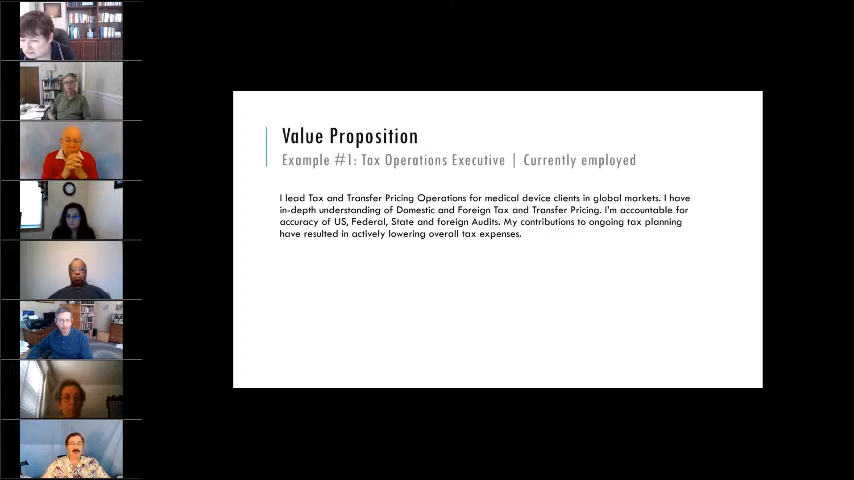 Value Proposition
Example #1: Tax Operations Executive | Currently employed
I lead Tax and Transfer Pricing Operations for medical device clients in global markets. I have
in-depth understanding of Domestic and Foreign Tax and Transfer Pricing. I'm accountable for
accuracy of US, Federal, State and foreign Audits. My contributions to ongoing tax planning
have resulted in actively lowering overall tax expenses.